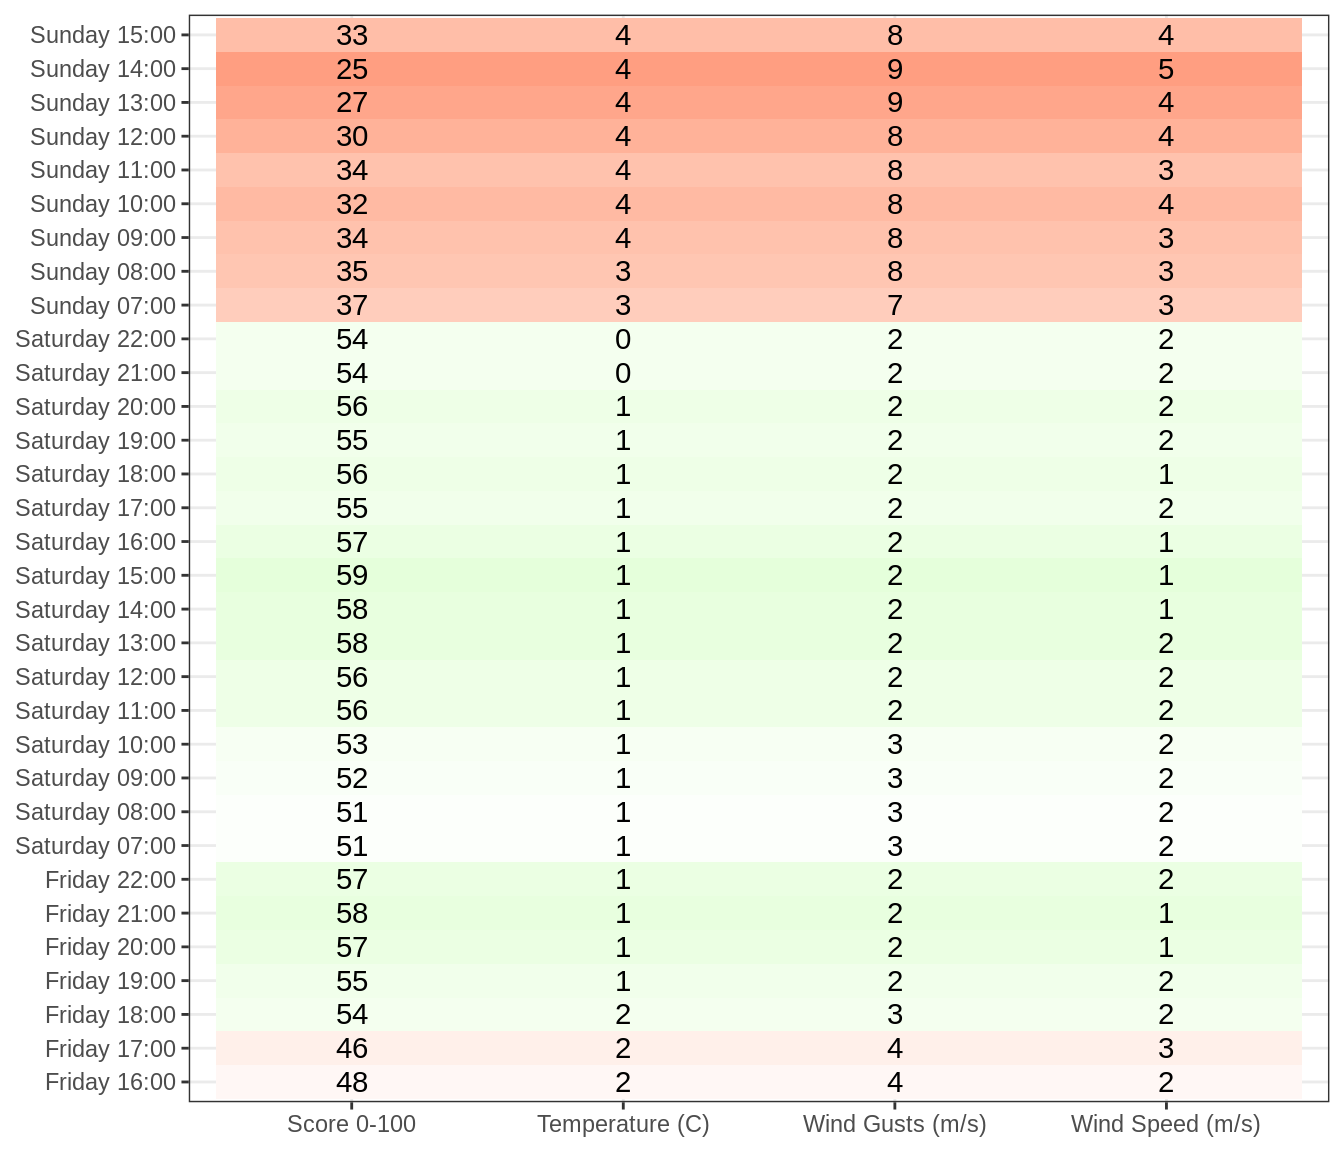 Sunday 15:00 33 4 8 4
Sunday 14:00 25 4 9 5
Sunday 13:00 27 4 9 4
Sunday 12:00 30 4 8 4
Sunday 11:00 34 4 8 3
Sunday 10:00 32 4 8 4
Sunday 09:00 34 4 8 3
Sunday 08:00 35 3 8 3
Sunday 07:00 37 3 7 3
Saturday 22:00 54 0 2 2
Saturday 21:00 54 0 2 2
Saturday 20:00 56 1 2 2
Saturday 19:00 55 1 2 2
Saturday 18:00 56 1 2 1
Saturday 17:00 55 1 2 2
Saturday 16:00 57 1 2 1
Saturday 15:00 59 1 2 1
Saturday 14:00 58 1 2 1
Saturday 13:00 58 1 2 2
Saturday 12:00 56 1 2 2
Saturday 11:00 56 1 2 2
Saturday 10:00 53 1 3 2
Saturday 09:00 52 1 3 2
Saturday 08:00 51 1 3 2
Saturday 07:00 51 1 3 2
Friday 22:00 57 1 2 2
Friday 21:00 58 1 2 1
Friday 20:00 57 1 2 1
Friday 19:00 55 1 2 2
Friday 18:00 54 2 3 2
Friday 17:00 46 2 4 3
Friday 16:00 48 2 4 2
Score 0-100 Temperature (C) Wind Gusts (m/s) Wind Speed (m/s)